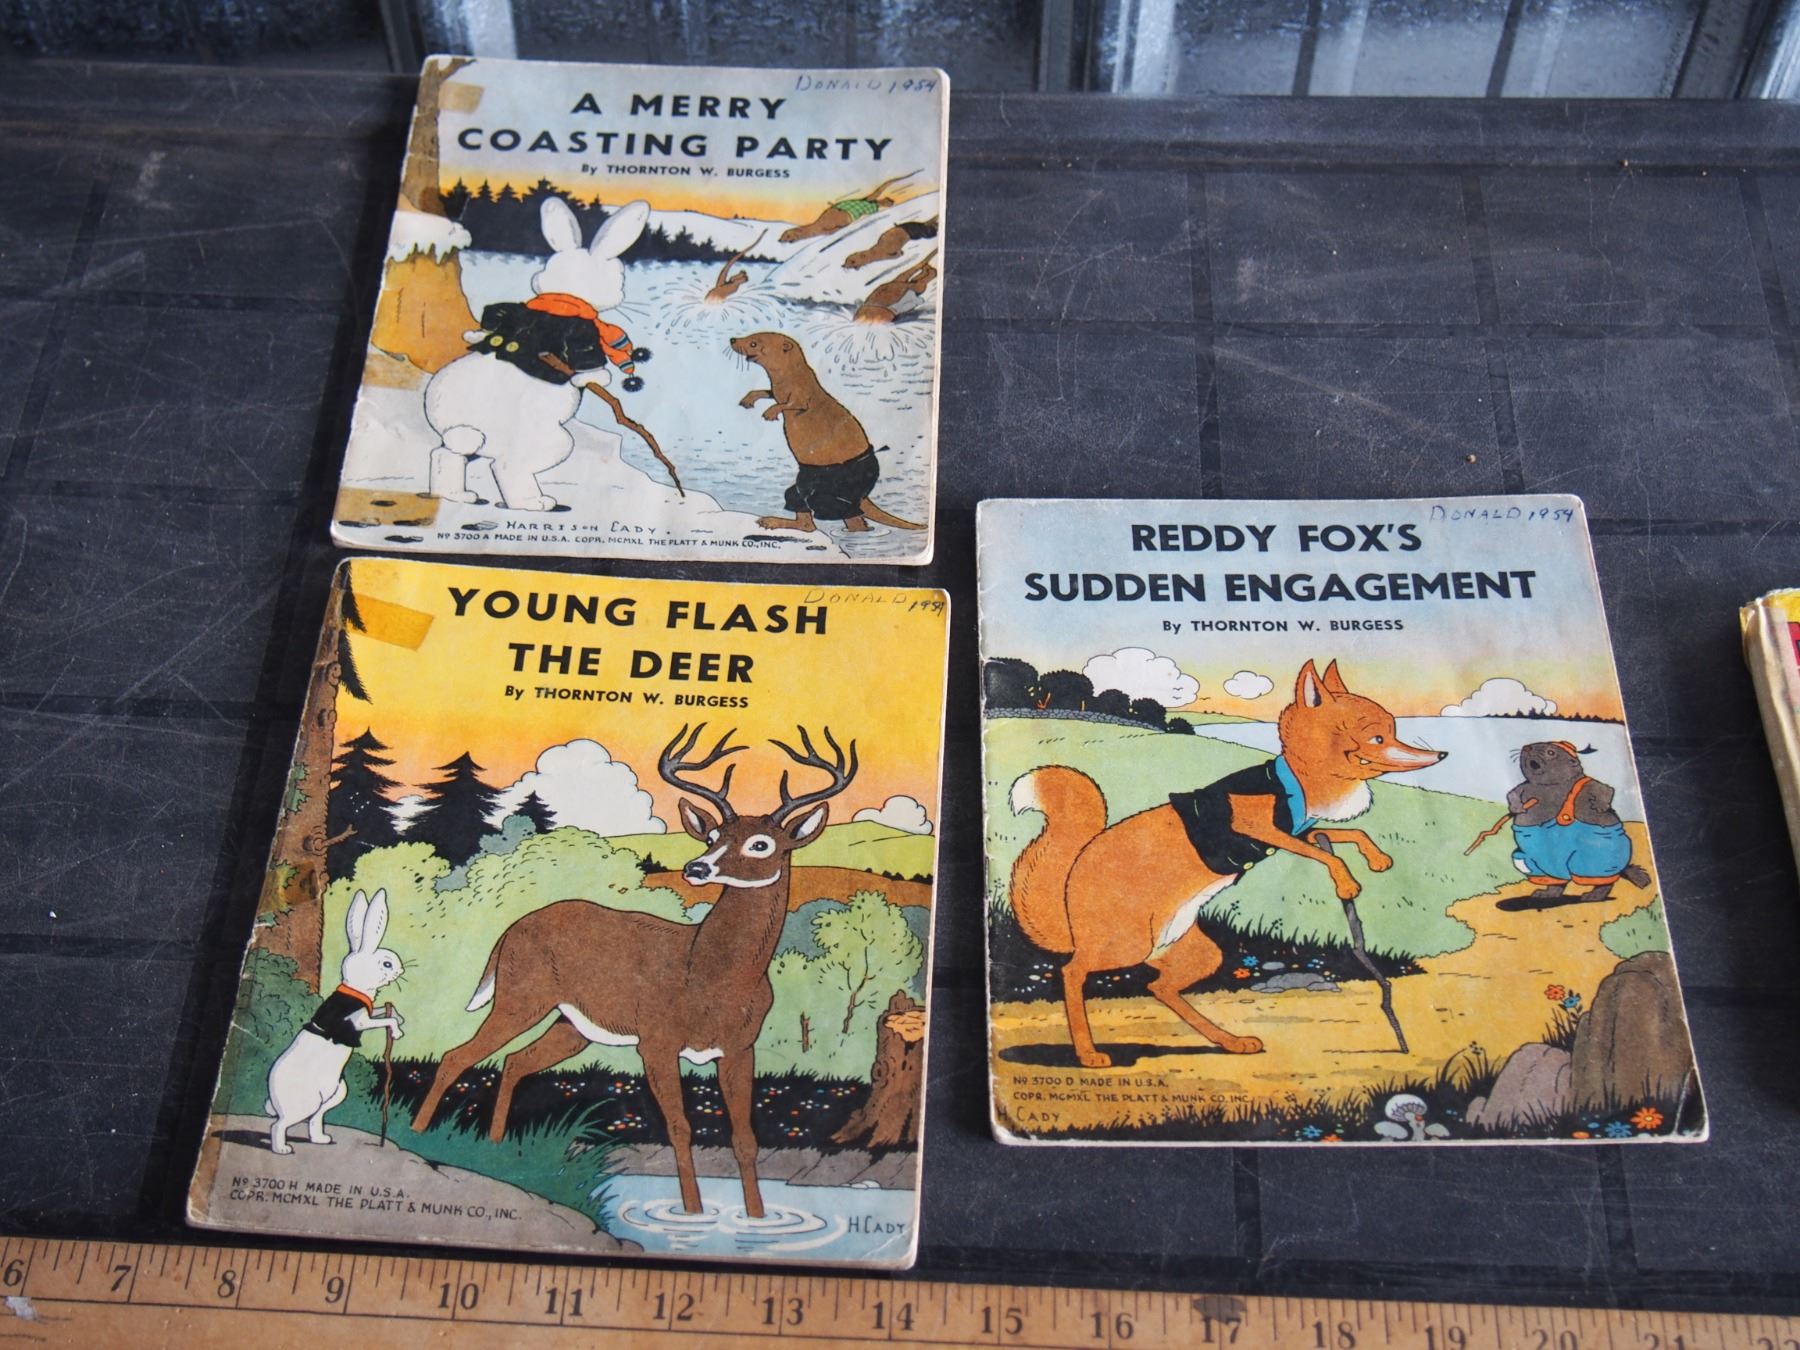 DONALD 1954
A MERRY
COASTING PARTY
By THORNTON W. BURGESS
HARRISON CADY.
Nº 3700 A MADE IN U.S.A. COPR. MCMXL THE PLATT & MUNK CO., INC.
DONALD 1954
YOUNG FLASH
THE DEER
By THORNTON W. BURGESS
Nº 3700 H MADE IN U.S.A.
COPR. MCMXL THE PLATT & MUNK CO., INC.
H CADY
DONALD 1954
REDDY FOX'S
SUDDEN ENGAGEMENT
By THORNTON W. BURGESS
Nº 3700 D MADE IN U.S.A.
COPR. MCMXL THE PLATT & MUNK CO. INC.
H CADY
6 7 8 9 10 11 12 13 14 15 16 17 18 19 20 21 22